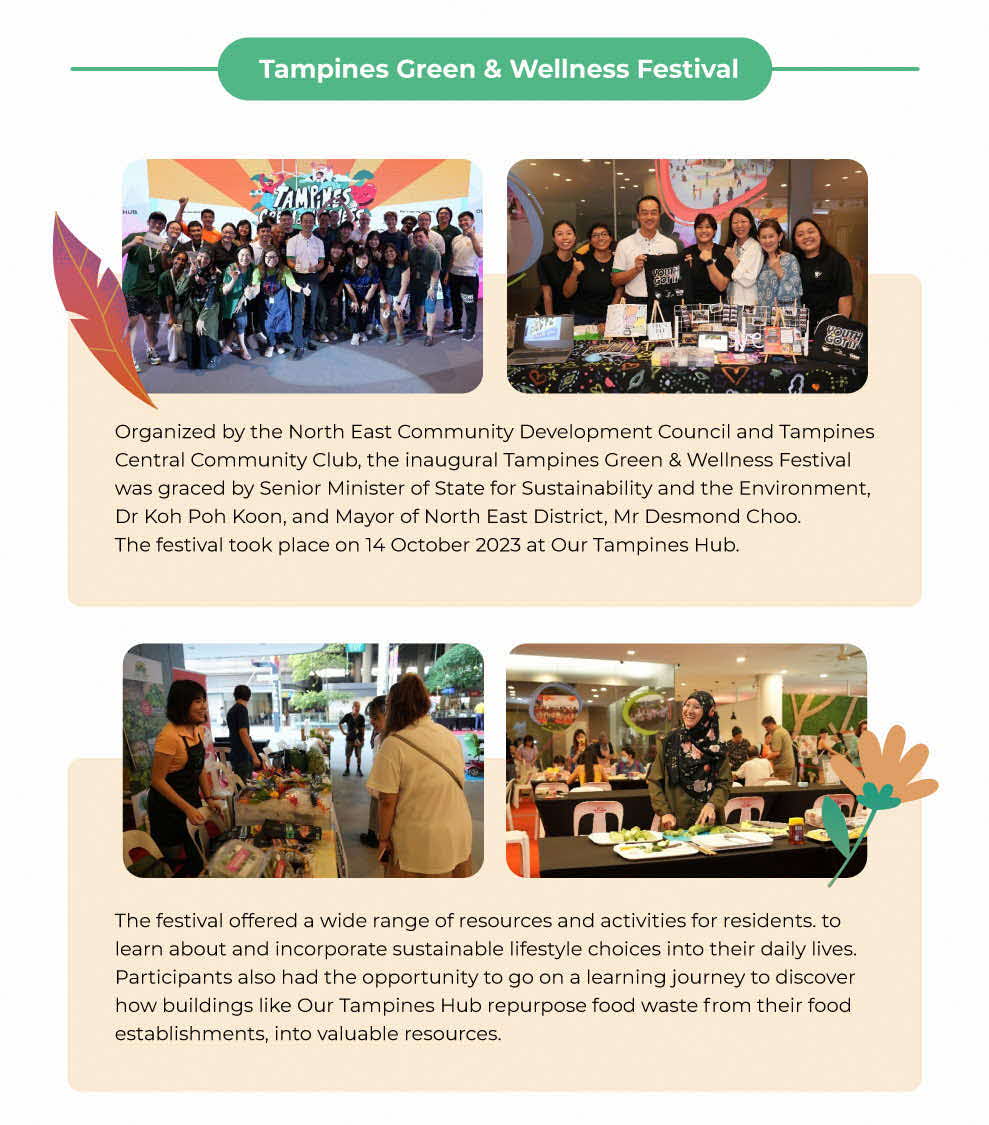 Tampines Green & Wellness Festival
TAMPINES
YOUTH
GOT IT
YOUTH
GOT IT
Organized by the North East Community Development Council and Tampines
Central Community Club, the inaugural Tampines Green & Wellness Festival
was graced by Senior Minister of State for Sustainability and the Environment,
Dr Koh Poh Koon, and Mayor of North East District, Mr Desmond Choo.
The festival took place on 14 October 2023 at Our Tampines Hub.
The festival offered a wide range of resources and activities for residents. to
learn about and incorporate sustainable lifestyle choices into their daily lives.
Participants also had the opportunity to go on a learning journey to discover
how buildings like Our Tampines Hub repurpose food waste from their food
establishments, into valuable resources.